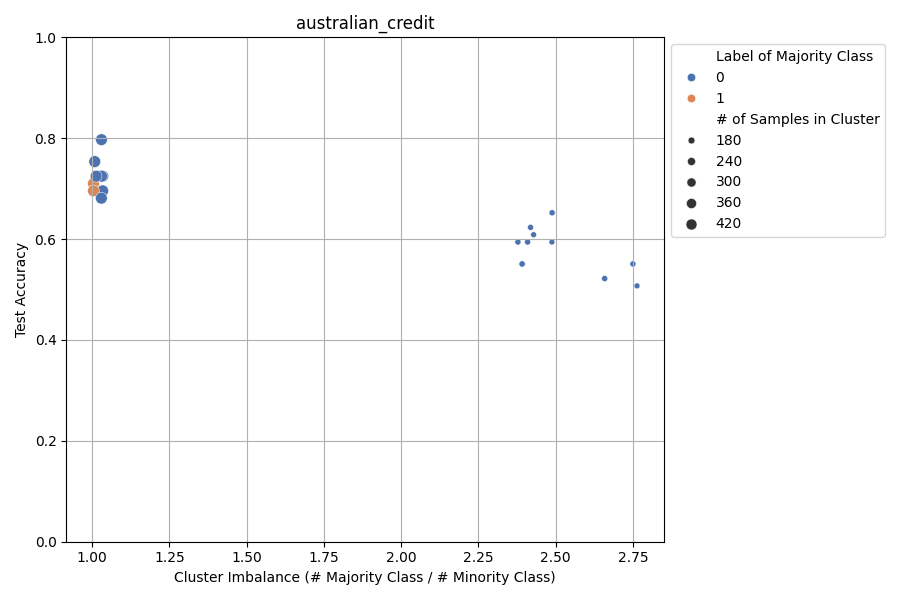 australian_credit
1.0
0.8
0.6
0.4
0.2
0.0
Test Accuracy
1.00 1.25 1.50 1.75 2.00 2.25 2.50 2.75
Cluster Imbalance (# Majority Class / # Minority Class)
Label of Majority Class
0
1
# of Samples in Cluster
180
240
300
360
420